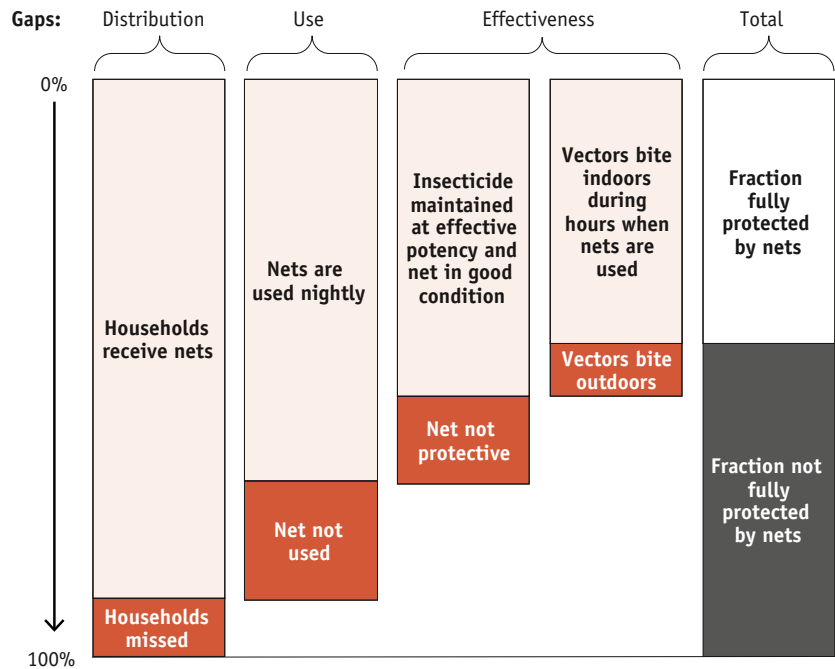 Gaps: Distribution Use Effectiveness Total
0%
Households
receive nets
Households
missed
Nets are
used nightly
Net not
used
Insecticide
maintained
at effective
potency and
net in good
condition
Net not
protective
Vectors bite
indoors
during
hours when
nets are
used
Vectors bite
outdoors
Fraction
fully
protected
by nets
Fraction not
fully
protected
by nets
100%